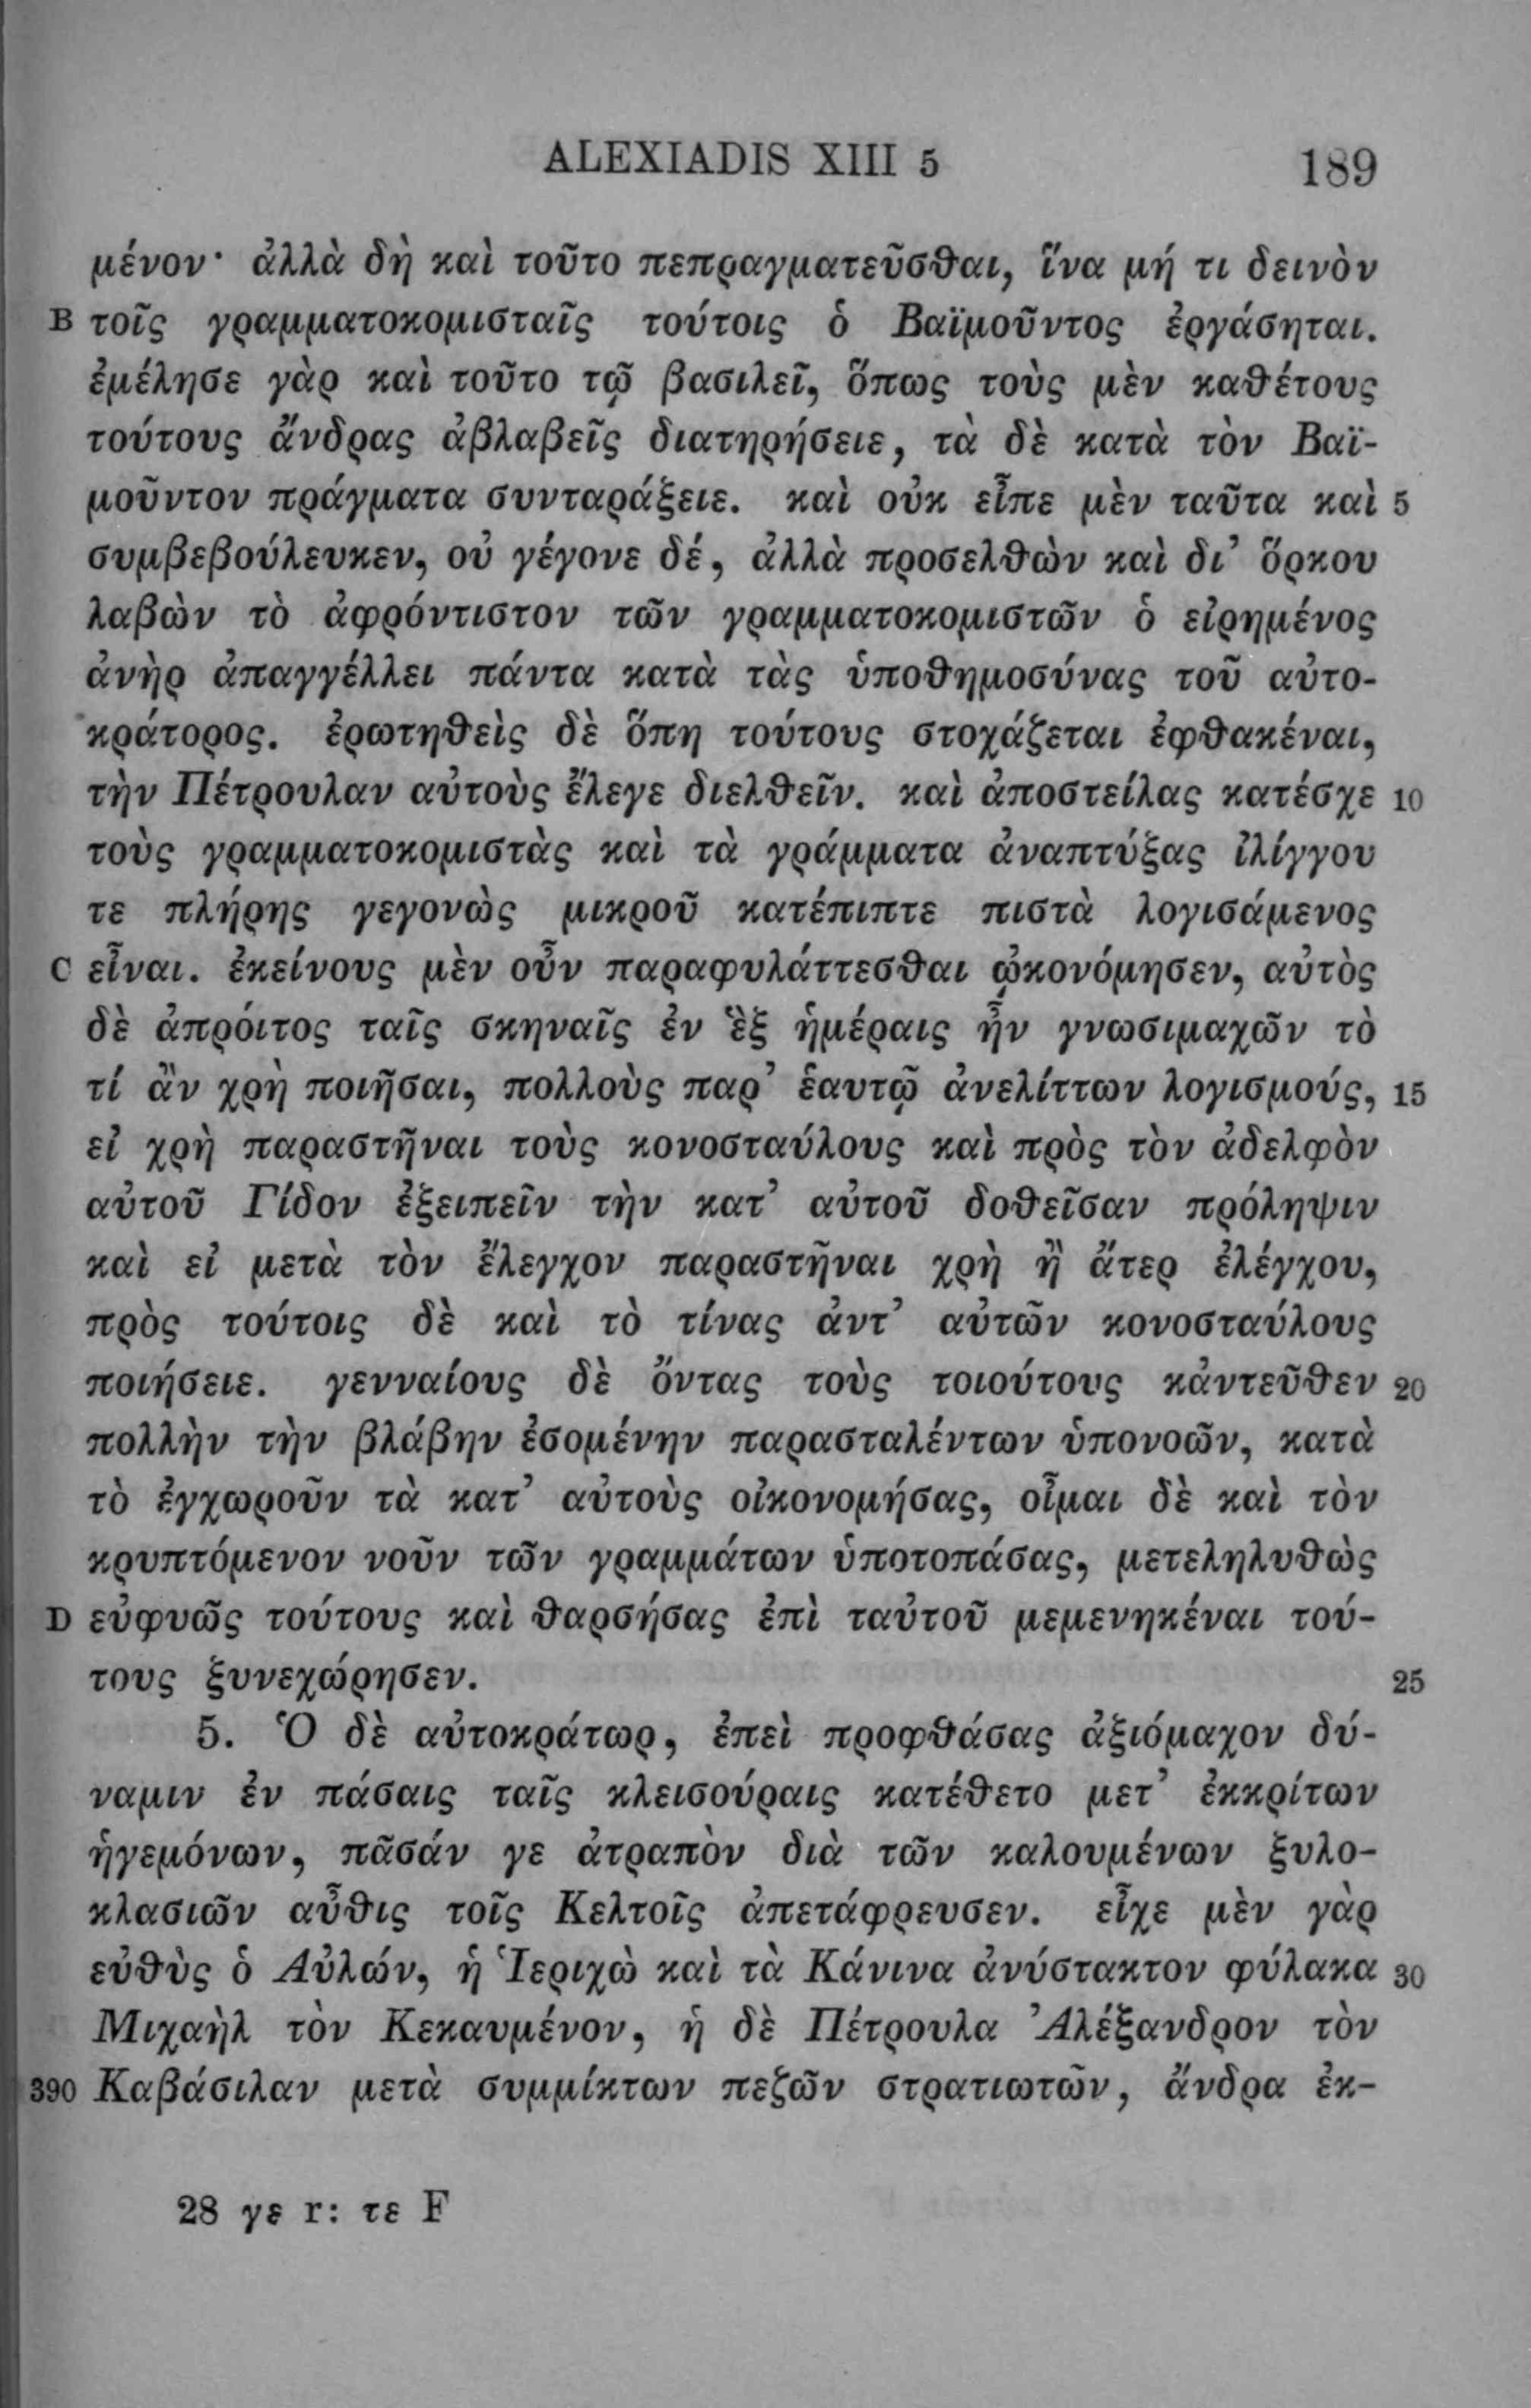 ALEXIADIS XIII 5 189
μένον· ἀλλὰ δὴ καὶ τοῦτο πεπραγματεῦσθαι, ἵνα μή τι δεινὸν
B τοῖς γραμματοκομισταῖς τούτοις ὁ Βαϊμοῦντος ἐργάσηται.
ἐμέλησε γὰρ καὶ τοῦτο τῷ βασιλεῖ, ὅπως τοὺς μὲν καθέτους
τούτους ἄνδρας ἀβλαβεῖς διατηρήσειε, τὰ δὲ κατὰ τὸν Βαϊ-
μοῦντον πράγματα συνταράξειε. καὶ οὐκ εἶπε μὲν ταῦτα καὶ 5
συμβεβούλευκεν, οὐ γέγονε δέ, ἀλλὰ προσελθὼν καὶ δι᾽ ὅρκου
λαβὼν τὸ ἀφρόντιστον τῶν γραμματοκομιστῶν ὁ εἰρημένος
ἀνὴρ ἀπαγγέλλει πάντα κατὰ τὰς ὑποθημοσύνας τοῦ αὐτο-
κράτορος. ἐρωτηθεὶς δὲ ὅπη τούτους στοχάζεται ἐφθακέναι,
τὴν Πέτρουλαν αὐτοὺς ἔλεγε διελθεῖν. καὶ ἀποστείλας κατέσχε 10
τοὺς γραμματοκομιστὰς καὶ τὰ γράμματα ἀναπτύξας ἰλίγγου
τε πλήρης γεγονὼς μικροῦ κατέπιπτε πιστὰ λογισάμενος
C εἶναι. ἐκείνους μὲν οὖν παραφυλάττεσθαι ᾠκονόμησεν, αὐτὸς
δὲ ἀπρόιτος ταῖς σκηναῖς ἐν ἓξ ἡμέραις ἦν γνωσιμαχῶν τὸ
τί ἂν χρὴ ποιῆσαι, πολλοὺς παρ᾽ ἑαυτῷ ἀνελίττων λογισμούς, 15
εἰ χρὴ παραστῆναι τοὺς κονοσταύλους καὶ πρὸς τὸν ἀδελφὸν
αὐτοῦ Γίδον ἐξειπεῖν τὴν κατ᾽ αὐτοῦ δοθεῖσαν πρόληψιν
καὶ εἰ μετὰ τὸν ἔλεγχον παραστῆναι χρὴ ἢ ἄτερ ἐλέγχου,
πρὸς τούτοις δὲ καὶ τὸ τίνας ἀντ᾽ αὐτῶν κονοσταύλους
ποιήσειε. γενναίους δὲ ὄντας τοὺς τοιούτους κἀντεῦθεν 20
πολλὴν τὴν βλάβην ἐσομένην παρασταλέντων ὑπονοῶν, κατὰ
τὸ ἐγχωροῦν τὰ κατ᾽ αὐτοὺς οἰκονομήσας, οἶμαι δὲ καὶ τὸν
κρυπτόμενον νοῦν τῶν γραμμάτων ὑποτοπάσας, μετεληλυθὼς
D εὐφυῶς τούτους καὶ θαρσήσας ἐπὶ ταὐτοῦ μεμενηκέναι τού-
τους ξυνεχώρησεν. 25
5. Ὁ δὲ αὐτοκράτωρ, ἐπεὶ προφθάσας ἀξιόμαχον δύ-
ναμιν ἐν πάσαις ταῖς κλεισούραις κατέθετο μετ᾽ ἐκκρίτων
ἡγεμόνων, πᾶσάν γε ἀτραπὸν διὰ τῶν καλουμένων ξυλο-
κλασιῶν αὖθις τοῖς Κελτοῖς ἀπετάφρευσεν. εἶχε μὲν γὰρ
εὐθὺς ὁ Αὐλών, ἡ Ἱεριχὼ καὶ τὰ Κάνινα ἀνύστακτον φύλακα 30
Μιχαὴλ τὸν Κεκαυμένον, ἡ δὲ Πέτρουλα Ἀλέξανδρον τὸν
390 Καβάσιλαν μετὰ συμμίκτων πεζῶν στρατιωτῶν, ἄνδρα ἐκ-
28 γε r: τε F